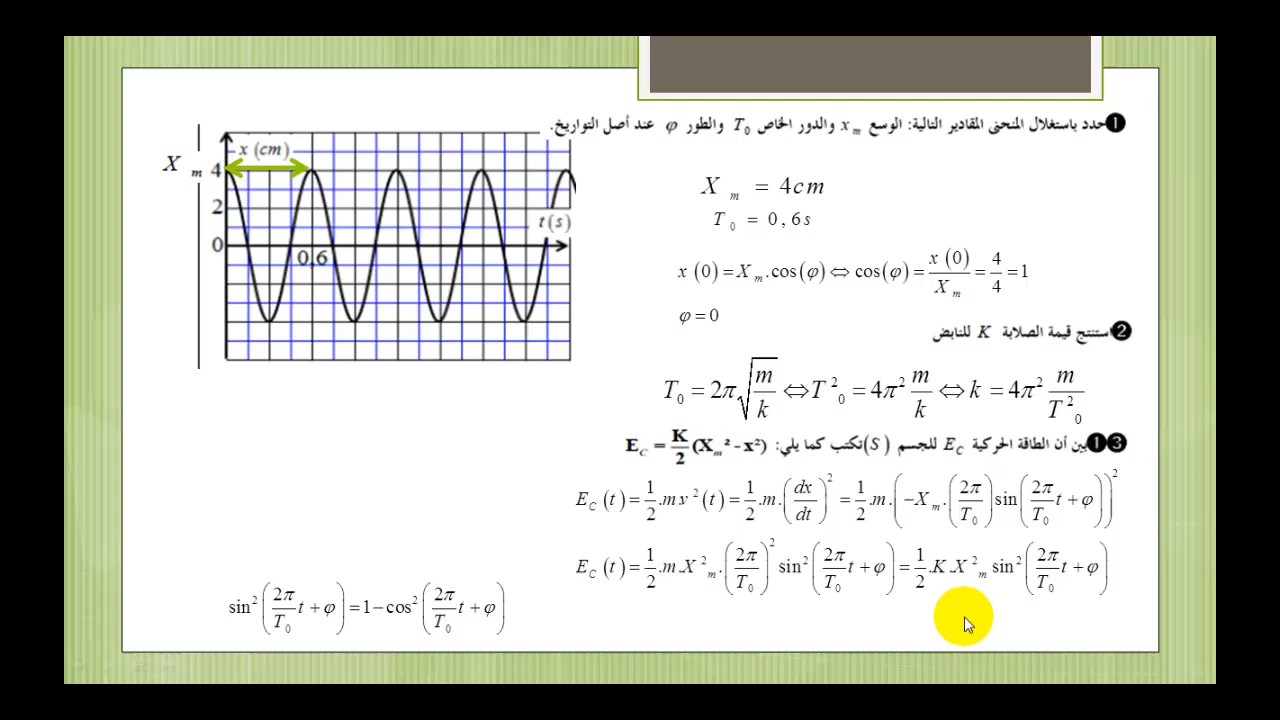 ❶حدد باستغلال المنحنى المقادير التالية: الوسع x_m والدور الخاص T_0 والطور φ عند أصل التواريخ.
X_m
x (cm)
4
2
0
0,6
t(s)
X_m = 4cm
T_0 = 0,6s
x(0) = X_m.cos(φ) ⇔ cos(φ) = x(0)/X_m = 4/4 = 1
φ = 0
❷ستنتج قيمة الصلابة K للنابض
T_0 = 2π√(m/k) ⇔ T²_0 = 4π² m/k ⇔ k = 4π² m/T²_0
❸❶بين أن الطاقة الحركية E_C للجسم (S) تكتب كما يلي: E_C = K/2 (X_m² - x²)
E_C(t) = 1/2 .m.v²(t) = 1/2 .m.(dx/dt)² = 1/2 .m.(−X_m.(2π/T_0) sin(2π/T_0 t + φ))²
E_C(t) = 1/2 .m.X²_m.(2π/T_0)² sin²(2π/T_0 t + φ) = 1/2 .K.X²_m sin²(2π/T_0 t + φ)
sin²(2π/T_0 t + φ) = 1 − cos²(2π/T_0 t + φ)